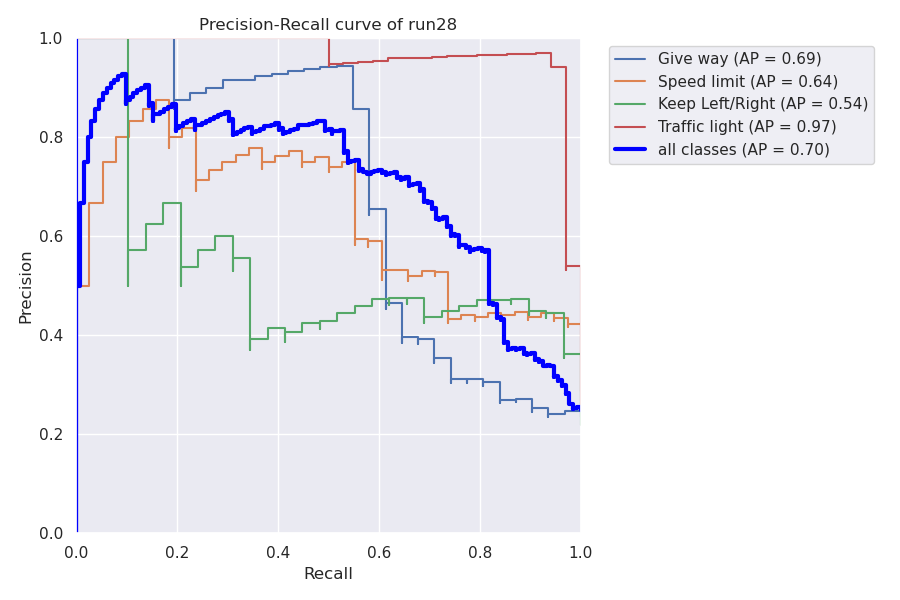 Precision-Recall curve of run28
Precision
1.0
0.8
0.6
0.4
0.2
0.0
0.0 0.2 0.4 0.6 0.8 1.0
Recall
Give way (AP = 0.69)
Speed limit (AP = 0.64)
Keep Left/Right (AP = 0.54)
Traffic light (AP = 0.97)
all classes (AP = 0.70)